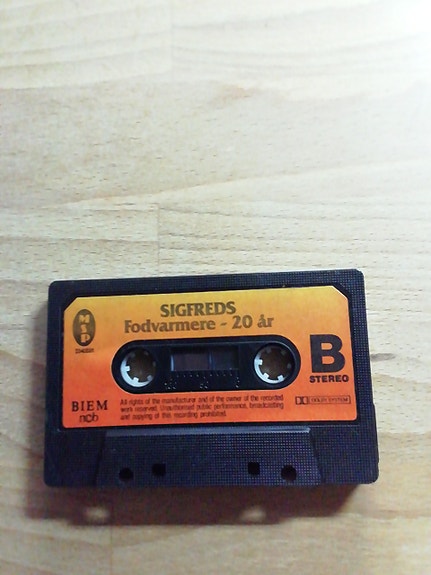 SIGFREDS
Fodvarmere - 20 år
B
STEREO
BIEM
ncb
All rights of the manufacturer and of the owner of the recorded
work reserved. Unauthorised public performance, broadcasting
and copying of this recording prohibited.
DOLBY SYSTEM